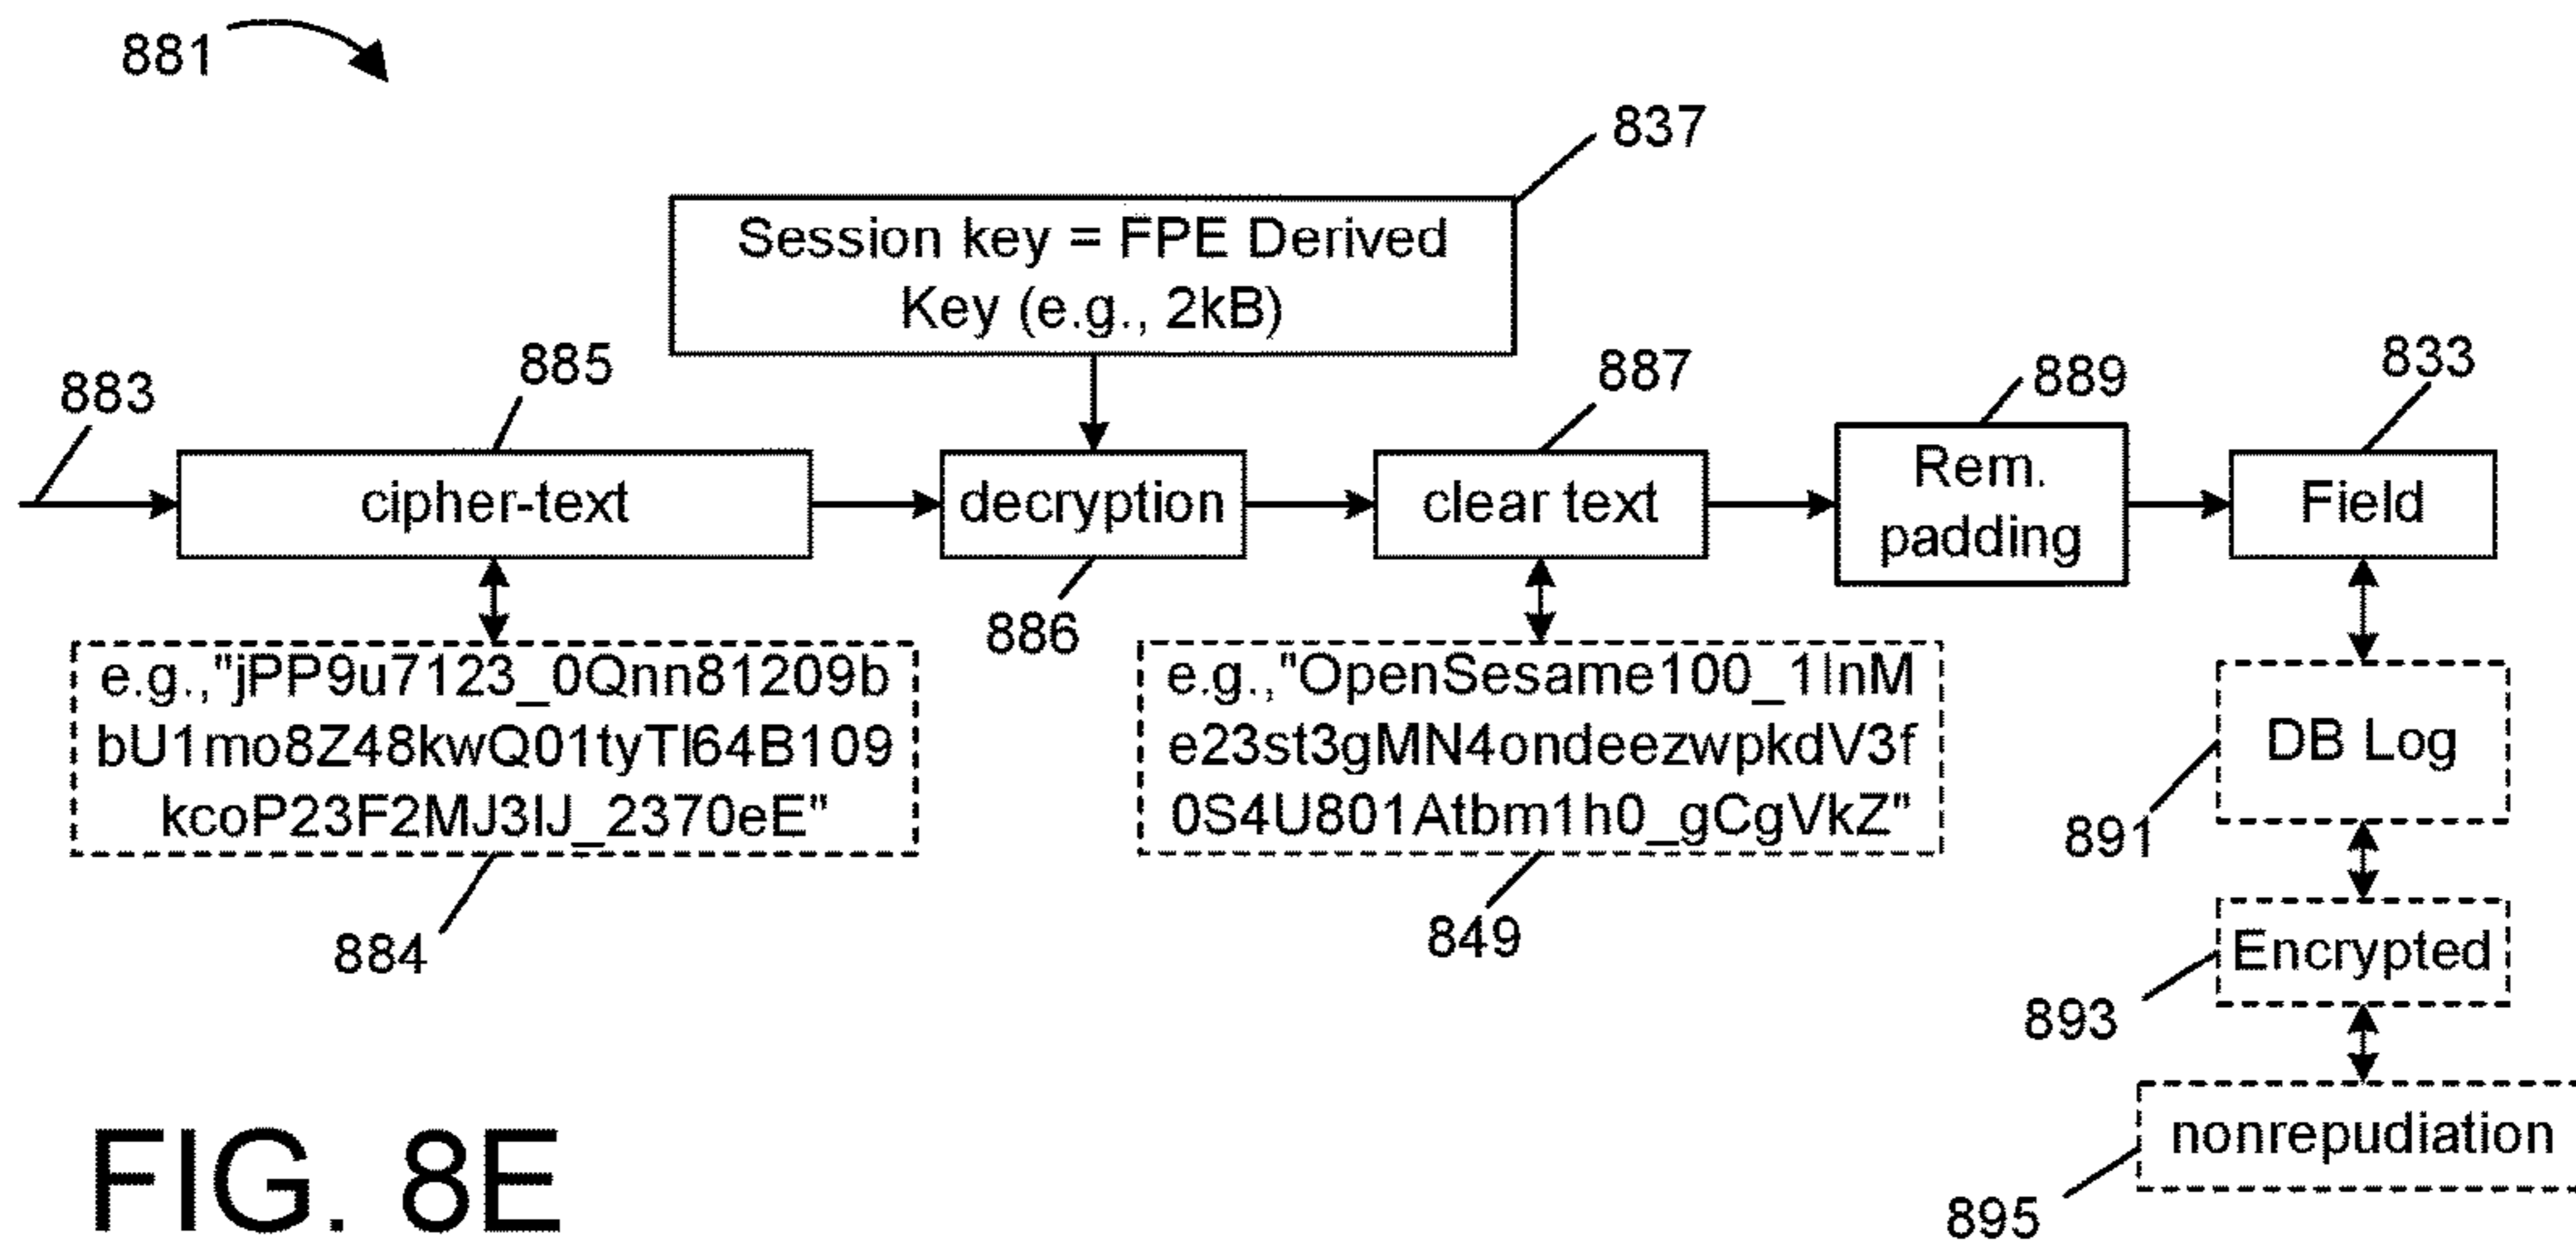 881
837
Session key = FPE Derived
Key (e.g., 2kB)
883
885
887
889
833
cipher-text
decryption
clear text
Rem.
padding
Field
886
e.g.,"jPP9u7123_0Qnn81209b
bU1mo8Z48kwQ01tyTl64B109
kcoP23F2MJ3lJ_2370eE"
e.g.,"OpenSesame100_1lnM
e23st3gMN4ondeezwpkdV3f
0S4U801Atbm1h0_gCgVkZ"
DB Log
891
884
849
Encrypted
893
nonrepudiation
895
FIG. 8E